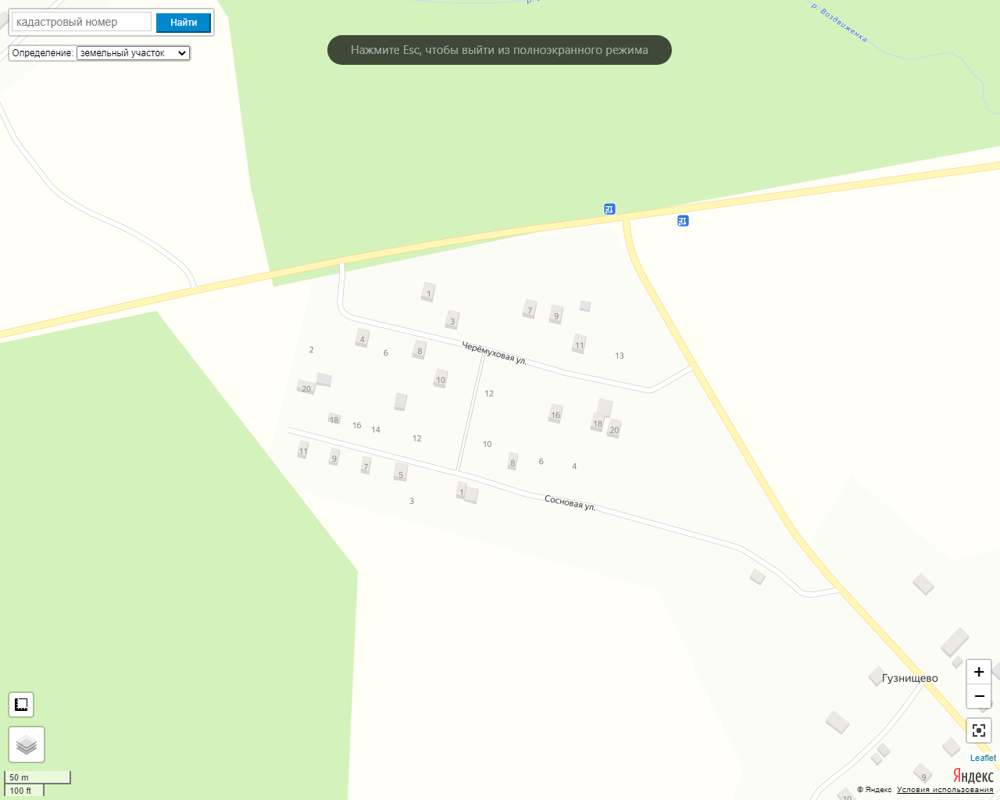 кадастровый номер
Найти
Определение: земельный участок
Нажмите Esc, чтобы выйти из полноэкранного режима
р. Воздвиженка
1
7
9
3
4
8
11
2
6
Черёмуховая ул.
13
20
10
12
18
16
14
12
16
18
20
11
9
7
5
10
8
6
4
3
1
Сосновая ул.
Гузнищево
+
−
9
10
50 m
100 ft
Leaflet
Яндекс
© Яндекс Условия использования